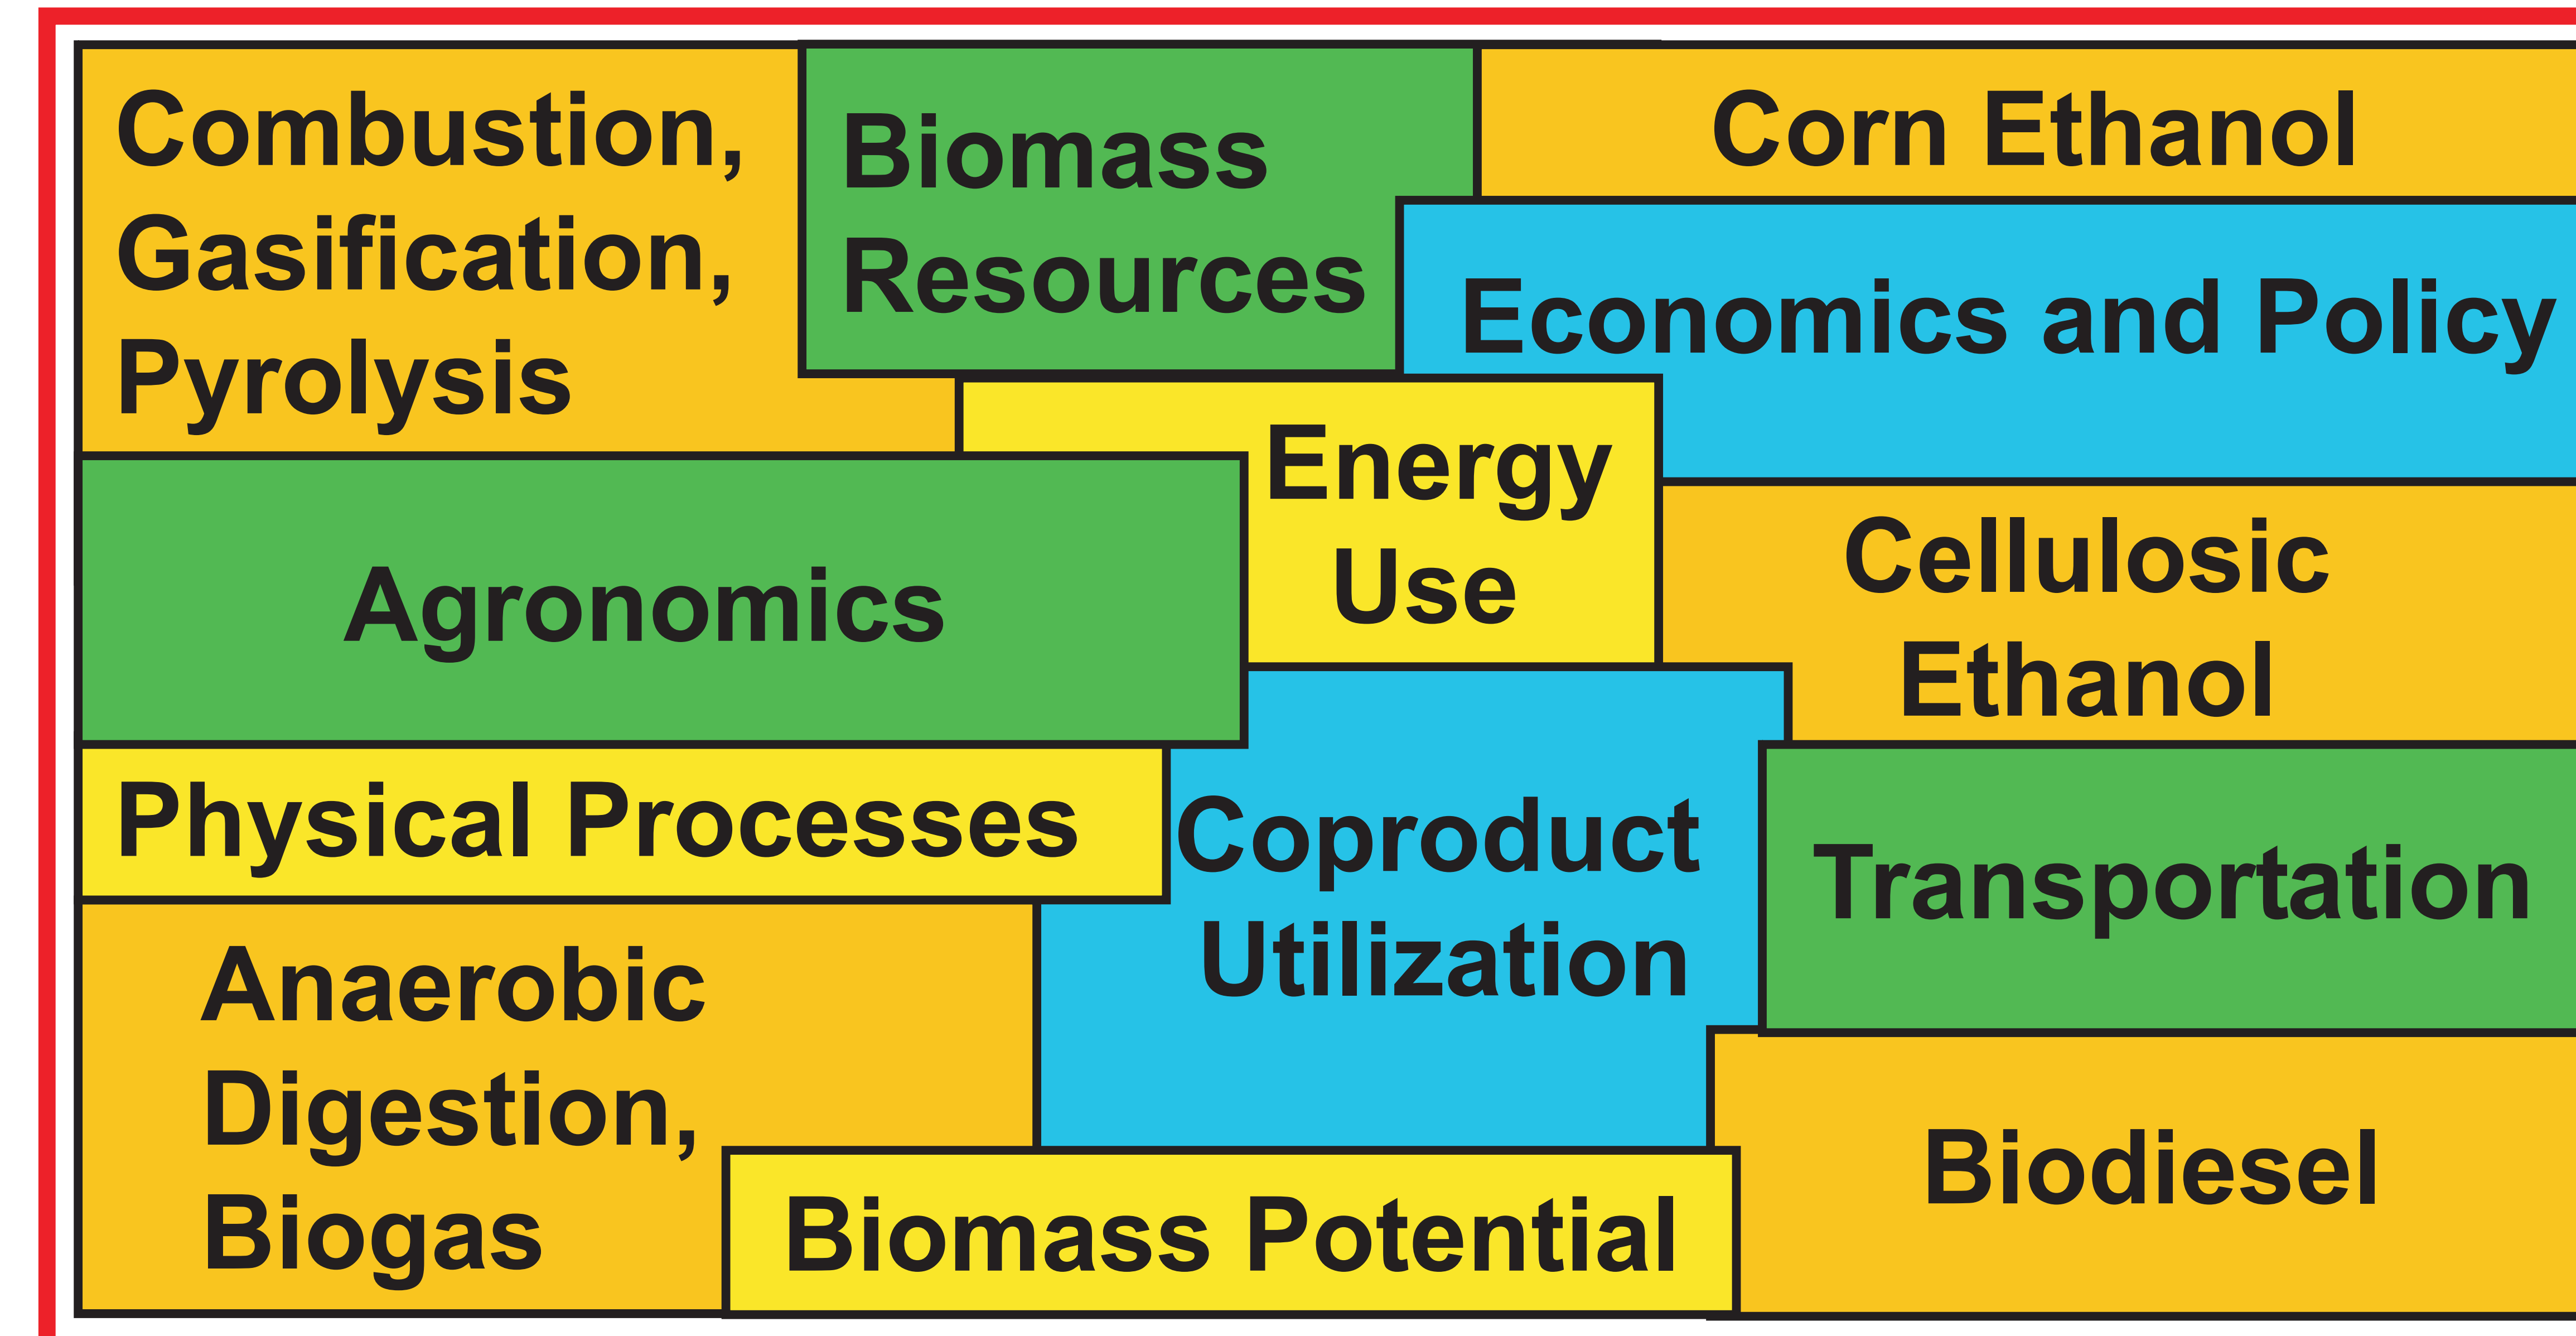 Combustion,
Gasification,
Pyrolysis
Biomass
Resources
Corn Ethanol
Economics and Policy
Energy
Use
Agronomics
Cellulosic
Ethanol
Physical Processes
Coproduct
Utilization
Transportation
Anaerobic
Digestion,
Biogas
Biomass Potential
Biodiesel